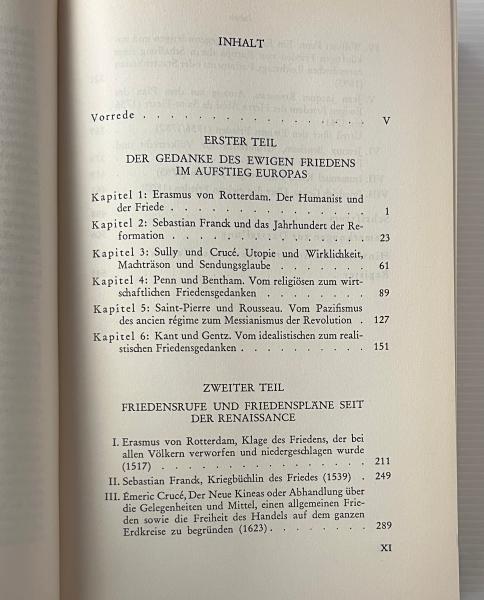 INHALT
Vorrede . . . . . . . . . . . . . . . . V
ERSTER TEIL
DER GEDANKE DES EWIGEN FRIEDENS
IM AUFSTIEG EUROPAS
Kapitel 1: Erasmus von Rotterdam. Der Humanist und
der Friede . . . . . . . . . . . . . . 1
Kapitel 2: Sebastian Franck und das Jahrhundert der Re-
formation . . . . . . . . . . . . . . 23
Kapitel 3: Sully und Crucé. Utopie und Wirklichkeit,
Machträson und Sendungsglaube . . . . . . 61
Kapitel 4: Penn und Bentham. Vom religiösen zum wirt-
schaftlichen Friedensgedanken . . . . . . . . 89
Kapitel 5: Saint-Pierre und Rousseau. Vom Pazifismus
des ancien régime zum Messianismus der Revolution . 127
Kapitel 6: Kant und Gentz. Vom idealistischen zum reali-
stischen Friedensgedanken . . . . . . . . . 151
ZWEITER TEIL
FRIEDENSRUFE UND FRIEDENSPLÄNE SEIT
DER RENAISSANCE
I. Erasmus von Rotterdam, Klage des Friedens, der bei
allen Völkern verworfen und niedergeschlagen wurde
(1517) . . . . . . . . . . . . . . . . 211
II. Sebastian Franck, Kriegbüchlin des Friedes (1539) . 249
III. Émeric Crucé, Der Neue Kineas oder Abhandlung über
die Gelegenheiten und Mittel, einen allgemeinen Frie-
den sowie die Freiheit des Handels auf dem ganzen
Erdkreise zu begründen (1623) . . . . . . . . 289
XI